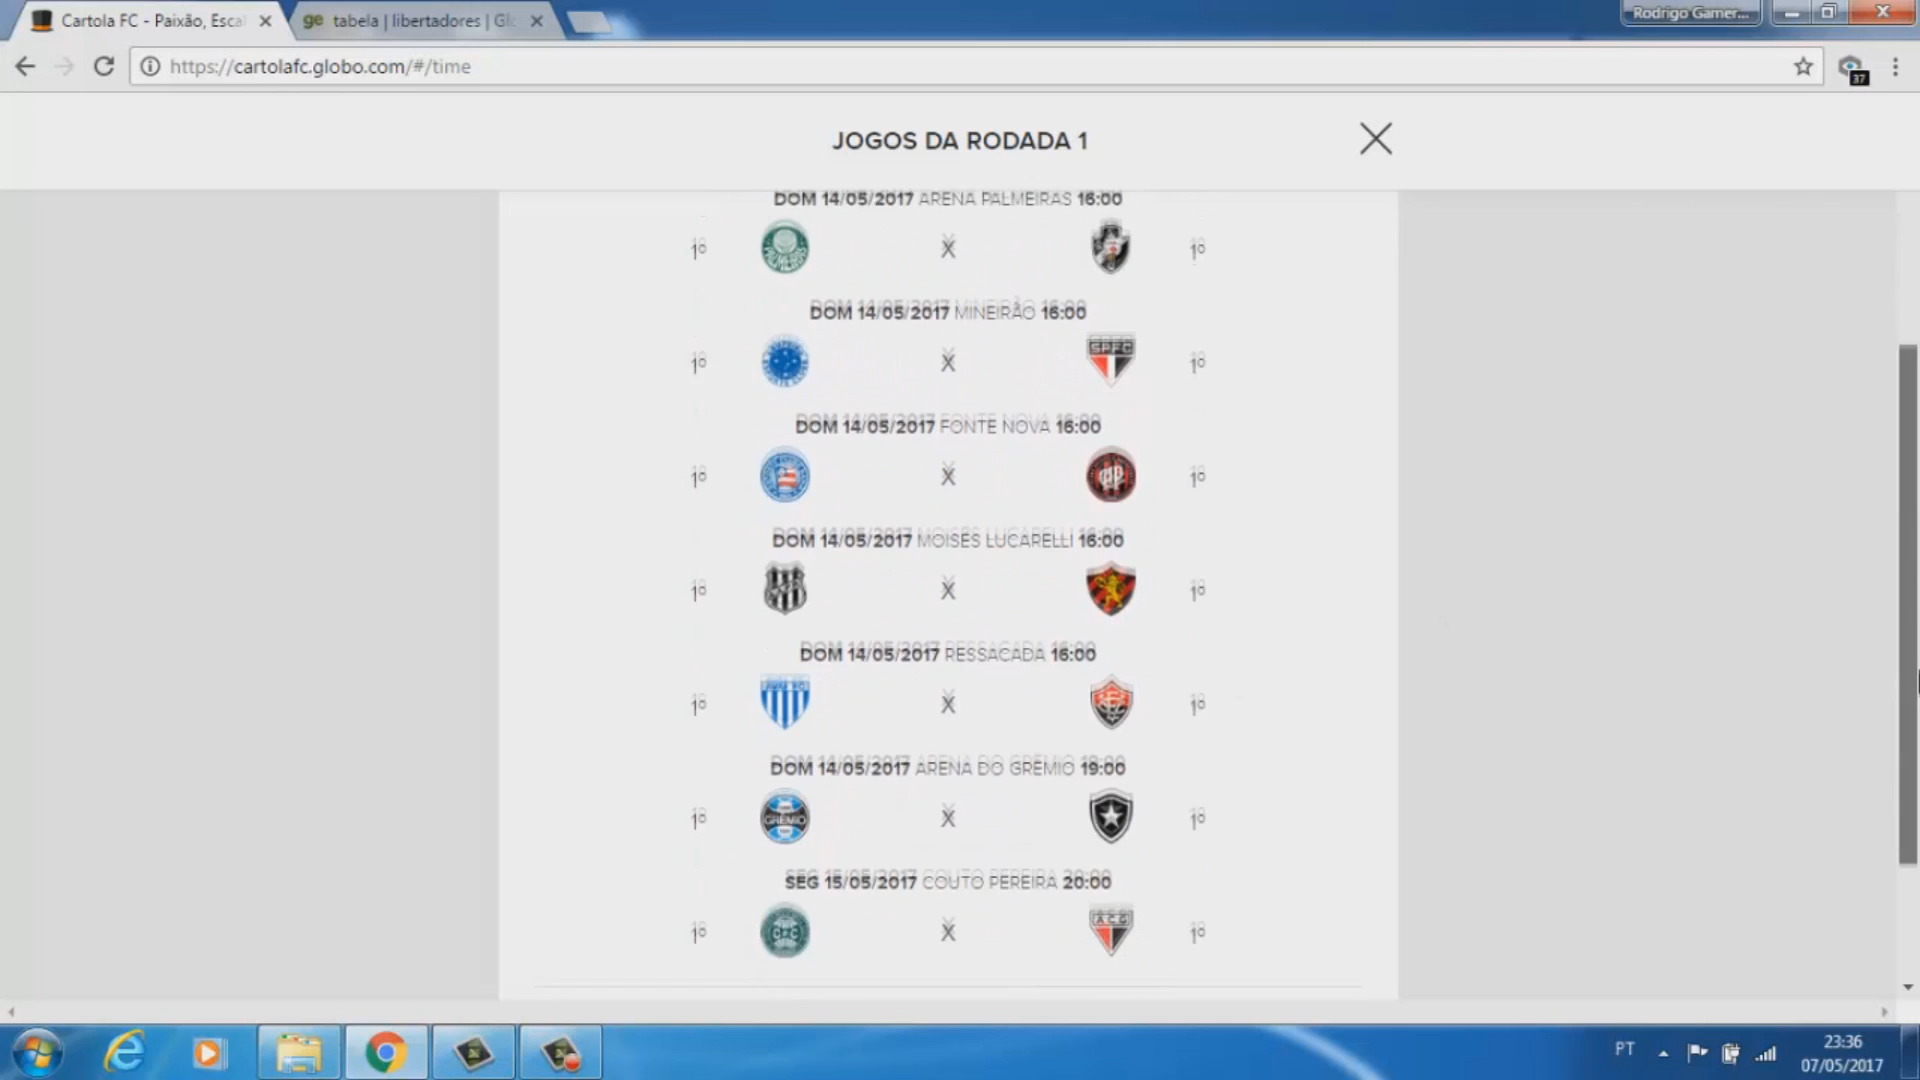 Cartola FC - Paixão, Esca
ge tabela | libertadores | Gl
Rodrigo Gamer...
https://cartolafc.globo.com/#/time
37
JOGOS DA RODADA 1
DOM 14/05/2017 ARENA PALMEIRAS 16:00
1º PALMEIRAS X 1º
DOM 14/05/2017 MINEIRÃO 16:00
1º X SPFC 1º
DOM 14/05/2017 FONTE NOVA 16:00
1º X CAP 1º
DOM 14/05/2017 MOISÉS LUCARELLI 16:00
1º X 1º
DOM 14/05/2017 RESSACADA 16:00
1º X 1º
DOM 14/05/2017 ARENA DO GRÊMIO 19:00
1º GRÊMIO X 1º
SEG 15/05/2017 COUTO PEREIRA 20:00
1º CFC X ACG 1º
PT
23:36
07/05/2017